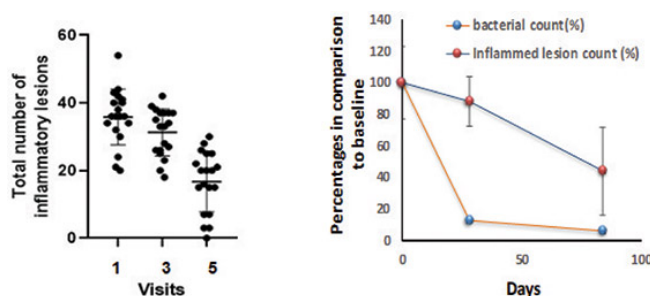 Total number of
inflammatory lesions
60
40
20
0
1 3 5
Visits
Percentages in comparison
to baseline
140
120
100
80
60
40
20
0
bacterial count(%)
Inflammed lesion count (%)
0 50 100
Days